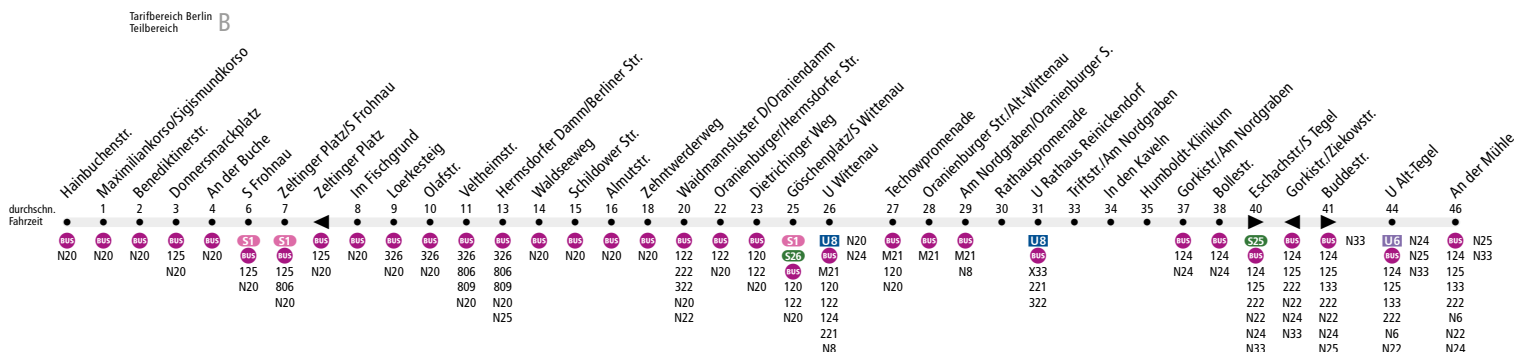 Tarifbereich Berlin
Teilbereich
B
Hainbuchenstr.
Maximiliankorso/Sigismundkorso
Benediktinerstr.
Donnersmarckplatz
An der Buche
S Frohnau
Zeltinger Platz/S Frohnau
Zeltinger Platz
Im Fischgrund
Loerkesteig
Olafstr.
Veltheimstr.
Hermsdorfer Damm/Berliner Str.
Waldseeweg
Schildower Str.
Almutstr.
Zehntwerderweg
Waidmannsluster D/Oraniendamm
Oranienburger/Hermsdorfer Str.
Dietrichinger Weg
Göschenplatz/S Wittenau
U Wittenau
Techowpromenade
Oranienburger Str./Alt-Wittenau
Am Nordgraben/Oranienburger S.
Rathauspromenade
U Rathaus Reinickendorf
Triftstr./Am Nordgraben
In den Kaveln
Humboldt-Klinikum
Gorkistr./Am Nordgraben
Bollestr.
Eschachstr./S Tegel
Gorkistr./Ziekowstr.
Buddestr.
U Alt-Tegel
An der Mühle
durchschn. 1 2 3 4 6 7 8 9 10 11 13 14 15 16 18 20 22 23 25 26 27 28 29 30 31 33 34 35 37 38 40 41 44 46
Fahrzeit
BUS BUS BUS BUS BUS S1 S1 BUS BUS BUS BUS BUS BUS BUS BUS BUS BUS BUS BUS BUS S1 U8 N20 BUS BUS BUS U8 BUS BUS S25 BUS BUS N33 U6 N24 BUS N25
N20 N20 N20 125 N20 BUS BUS 125 N20 326 326 326 326 N20 N20 N20 N20 122 122 120 S26 BUS N24 M21 M21 M21 BUS 124 124 BUS 124 124 BUS N25 124 N33
N20 125 125 N20 N20 N20 806 806 222 N20 122 BUS M21 120 N8 X33 N24 N24 124 125 125 124 N33 125
N20 806 809 809 322 N20 120 120 N20 221 125 222 133 125 133
N20 N20 N20 N20 122 122 322 222 N22 222 133 222
N25 N22 N20 124 N22 N24 N22 222 N6
221 N24 N33 N24 N6 N22
N8 N33 N25 N22 N24